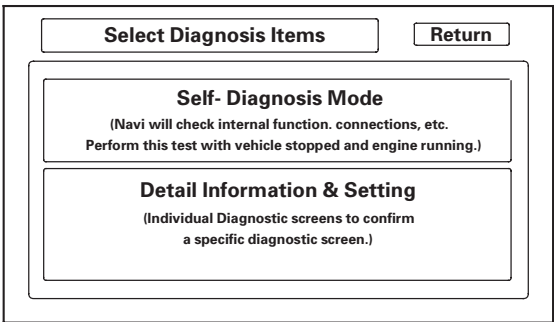 Select Diagnosis Items
Return
Self- Diagnosis Mode
(Navi will check internal function. connections, etc.
Perform this test with vehicle stopped and engine running.)
Detail Information & Setting
(Individual Diagnostic screens to confirm
a specific diagnostic screen.)